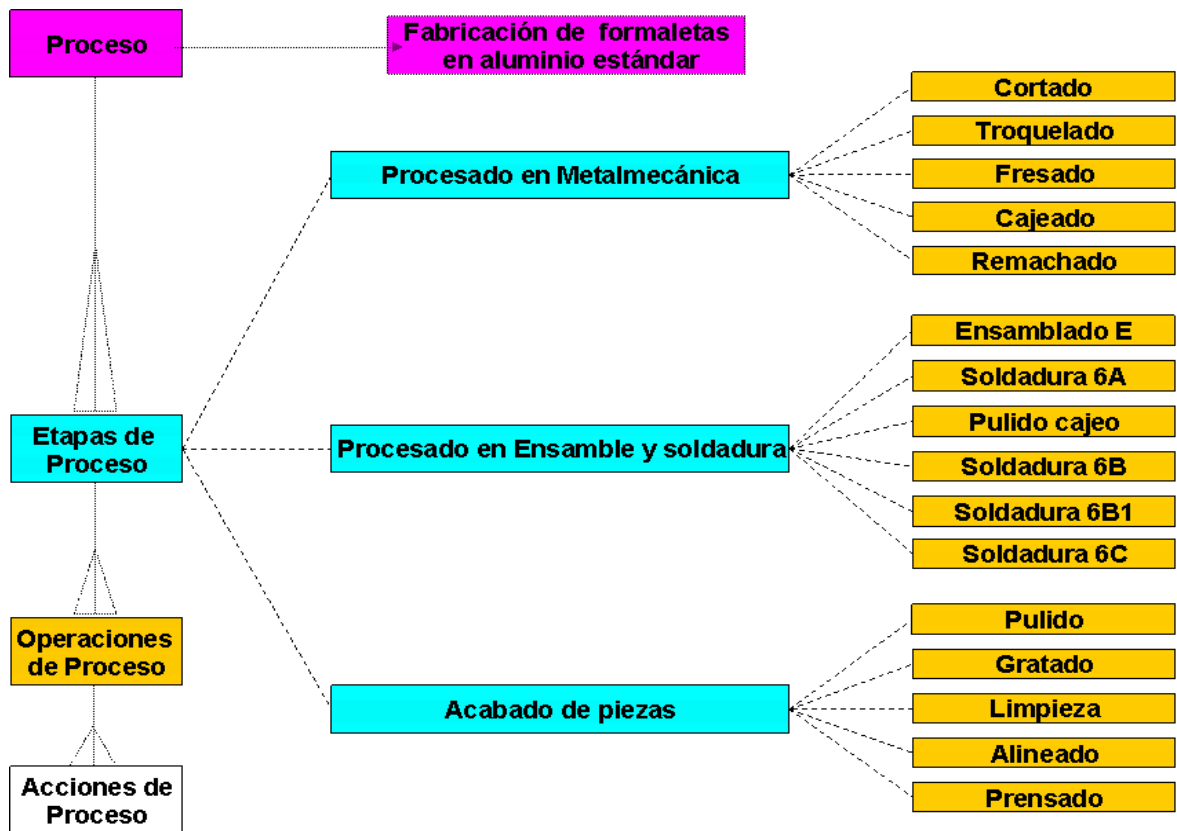 Proceso
Fabricación de formaletas
en aluminio estándar
Cortado
Troquelado
Procesado en Metalmecánica
Fresado
Cajeado
Remachado
Ensamblado E
Soldadura 6A
Pulido cajeo
Etapas de
Proceso
Procesado en Ensamble y soldadura
Soldadura 6B
Soldadura 6B1
Soldadura 6C
Operaciones
de Proceso
Pulido
Gratado
Acabado de piezas
Limpieza
Alineado
Prensado
Acciones de
Proceso